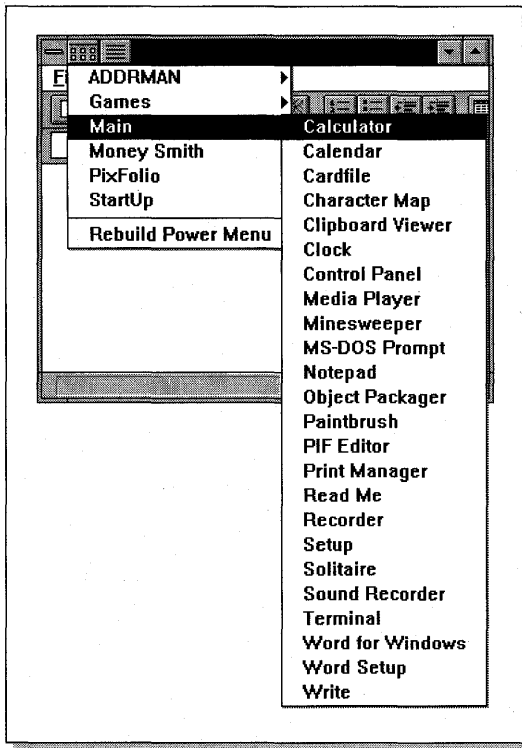 Fi
ADDRMAN
Games
Main
Money Smith
PixFolio
StartUp
Rebuild Power Menu
Calculator
Calendar
Cardfile
Character Map
Clipboard Viewer
Clock
Control Panel
Media Player
Minesweeper
MS-DOS Prompt
Notepad
Object Packager
Paintbrush
PIF Editor
Print Manager
Read Me
Recorder
Setup
Solitaire
Sound Recorder
Terminal
Word for Windows
Word Setup
Write